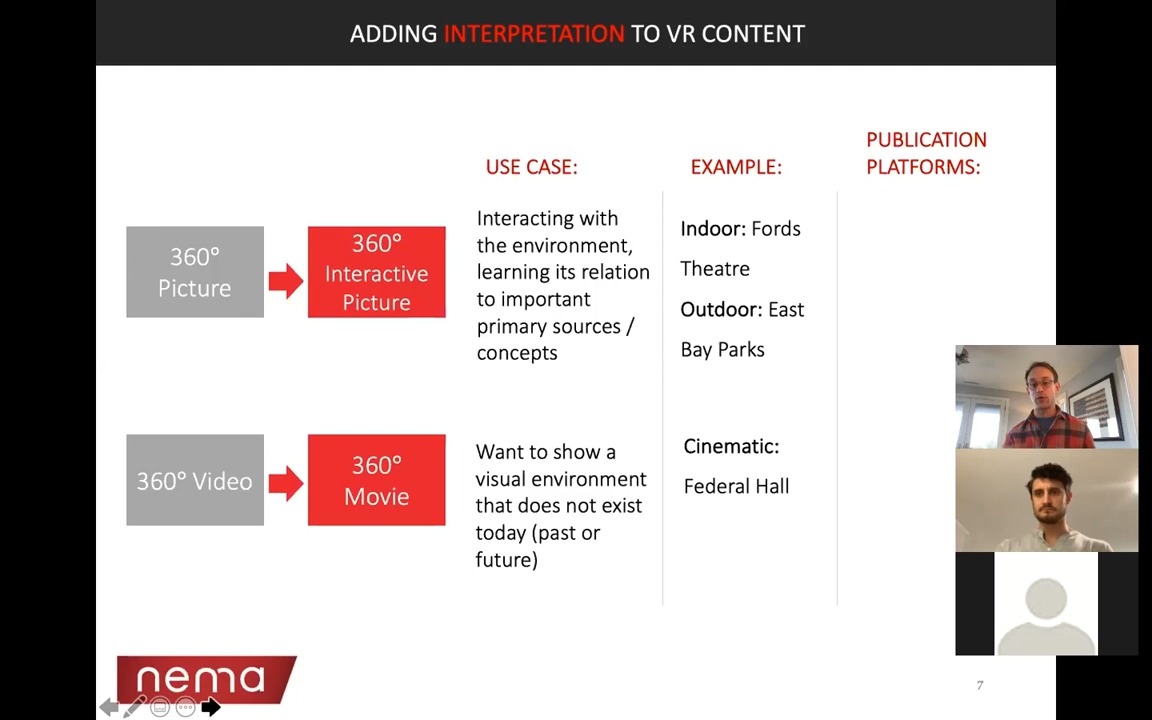 ADDING INTERPRETATION TO VR CONTENT
USE CASE:
EXAMPLE:
PUBLICATION
PLATFORMS:
360°
Picture
360°
Interactive
Picture
Interacting with
the environment,
learning its relation
to important
primary sources /
concepts
Indoor: Fords
Theatre
Outdoor: East
Bay Parks
360° Video
360°
Movie
Want to show a
visual environment
that does not exist
today (past or
future)
Cinematic:
Federal Hall
nema
7